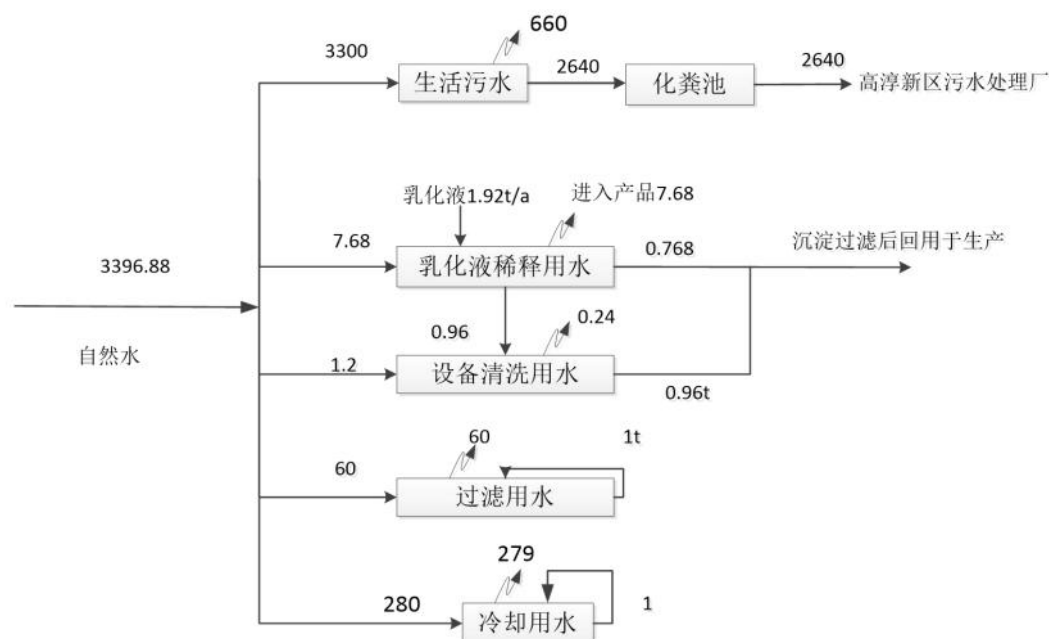 660
3300
生活污水
2640
化粪池
2640
高淳新区污水处理厂
乳化液1.92t/a
进入产品7.68
7.68
乳化液稀释用水
0.768
沉淀过滤后回用于生产
3396.88
自然水
0.96
0.24
1.2
设备清洗用水
0.96t
60
1t
60
过滤用水
279
280
冷却用水
1